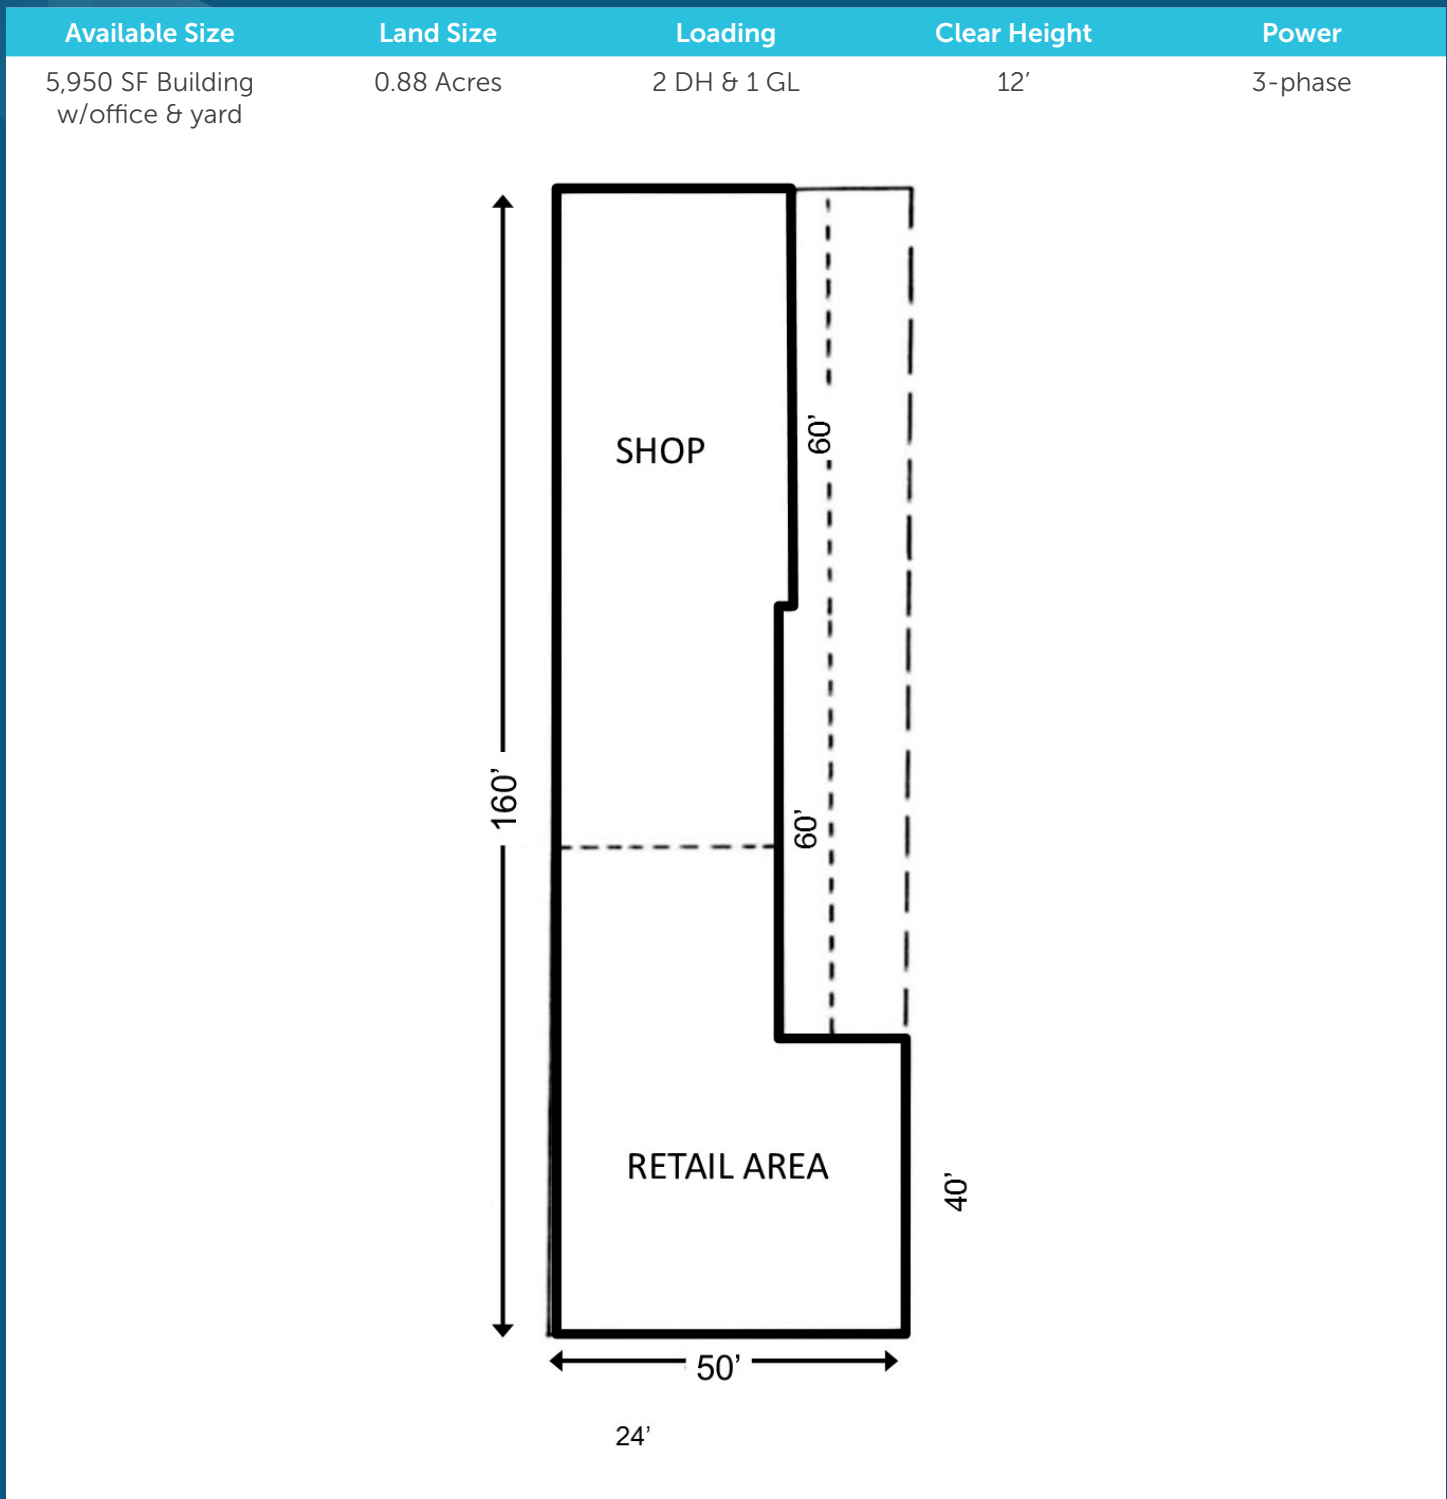 Available Size Land Size Loading Clear Height Power
5,950 SF Building 0.88 Acres 2 DH & 1 GL 12’ 3-phase
w/office & yard
60’
SHOP
160’
60’
RETAIL AREA
40’
50’
24’